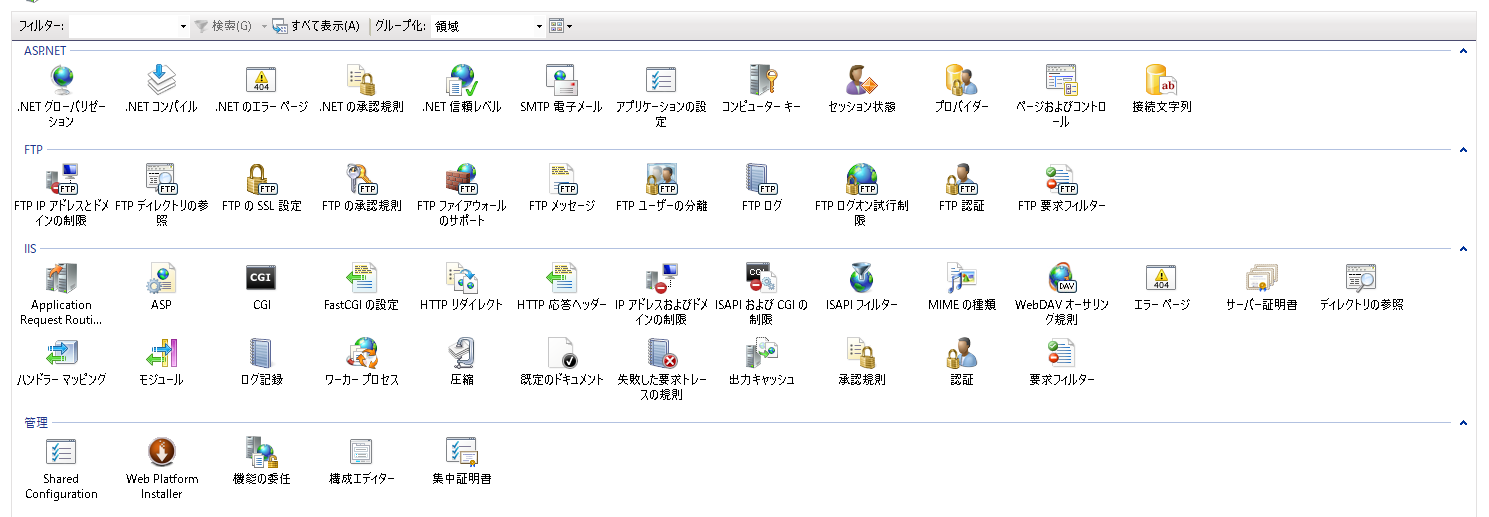 フィルター: 検索(G) すべて表示(A) グループ化: 領域
ASP.NET
.NET グローバリゼーション .NET コンパイル .NET のエラー ページ .NET の承認規則 .NET 信頼レベル SMTP 電子メール アプリケーションの設定 コンピューター キー セッション状態 プロバイダー ページおよびコントロール 接続文字列
FTP
FTP IP アドレスとドメインの制限 FTP ディレクトリの参照 FTP の SSL 設定 FTP の承認規則 FTP ファイアウォールのサポート FTP メッセージ FTP ユーザーの分離 FTP ログ FTP ログオン試行制限 FTP 認証 FTP 要求フィルター
IIS
Application Request Routi... ASP CGI FastCGI の設定 HTTP リダイレクト HTTP 応答ヘッダー IP アドレスおよびドメインの制限 ISAPI および CGI の制限 ISAPI フィルター MIME の種類 WebDAV オーサリング規則 エラー ページ サーバー証明書 ディレクトリの参照
ハンドラー マッピング モジュール ログ記録 ワーカー プロセス 圧縮 既定のドキュメント 失敗した要求トレースの規則 出力キャッシュ 承認規則 認証 要求フィルター
管理
Shared Configuration Web Platform Installer 機能の委任 構成エディター 集中証明書